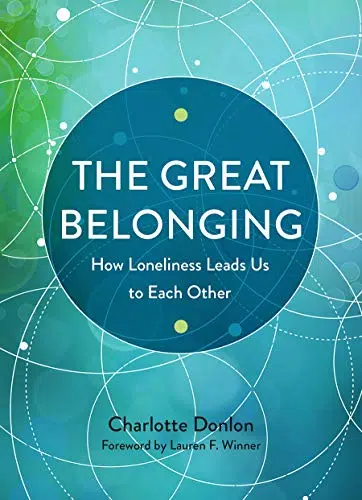 THE GREAT
BELONGING
How Loneliness Leads Us
to Each Other
Charlotte Donlon
Foreword by Lauren F. Winner